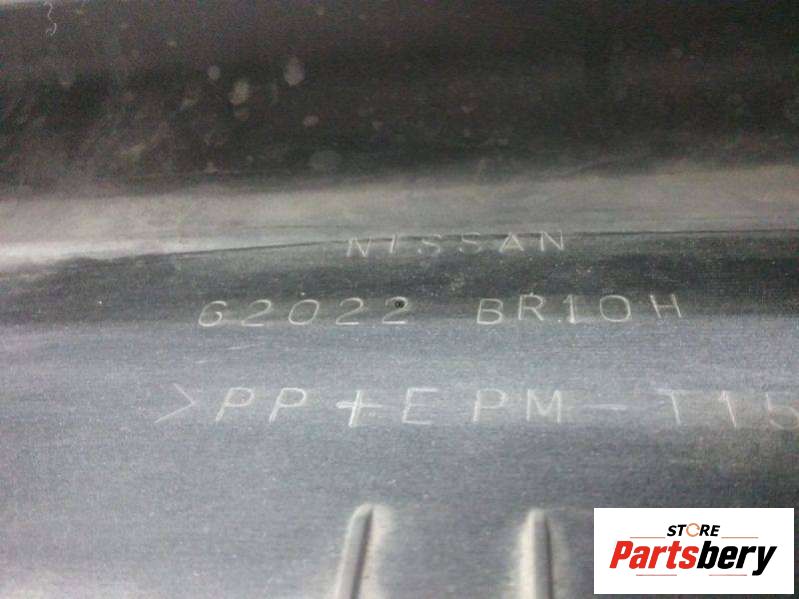 NISSAN
62022 BR10H
>PP+EPM-T15
STORE
Partsbery